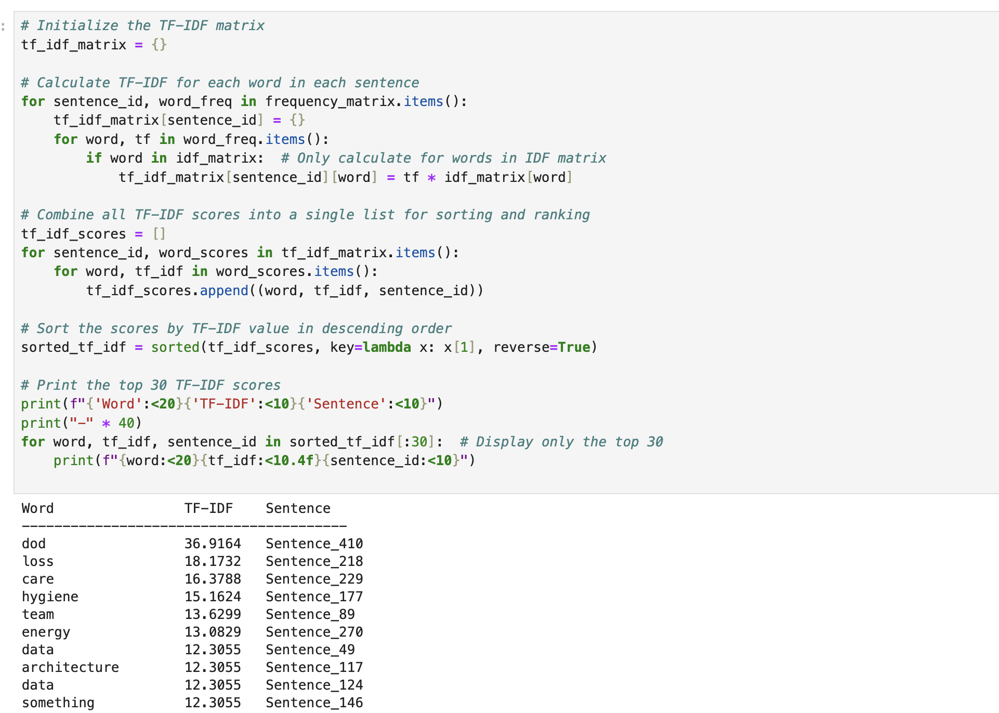 :
# Initialize the TF-IDF matrix
tf_idf_matrix = {}
# Calculate TF-IDF for each word in each sentence
for sentence_id, word_freq in frequency_matrix.items():
    tf_idf_matrix[sentence_id] = {}
    for word, tf in word_freq.items():
        if word in idf_matrix:  # Only calculate for words in IDF matrix
            tf_idf_matrix[sentence_id][word] = tf * idf_matrix[word]
# Combine all TF-IDF scores into a single list for sorting and ranking
tf_idf_scores = []
for sentence_id, word_scores in tf_idf_matrix.items():
    for word, tf_idf in word_scores.items():
        tf_idf_scores.append((word, tf_idf, sentence_id))
# Sort the scores by TF-IDF value in descending order
sorted_tf_idf = sorted(tf_idf_scores, key=lambda x: x[1], reverse=True)
# Print the top 30 TF-IDF scores
print(f"{'Word':<20}{'TF-IDF':<10}{'Sentence':<10}")
print("-" * 40)
for word, tf_idf, sentence_id in sorted_tf_idf[:30]:  # Display only the top 30
    print(f"{word:<20}{tf_idf:<10.4f}{sentence_id:<10}")
Word                TF-IDF    Sentence
----------------------------------------
dod                 36.9164   Sentence_410
loss                18.1732   Sentence_218
care                16.3788   Sentence_229
hygiene             15.1624   Sentence_177
team                13.6299   Sentence_89
energy              13.0829   Sentence_270
data                12.3055   Sentence_49
architecture        12.3055   Sentence_117
data                12.3055   Sentence_124
something           12.3055   Sentence_146